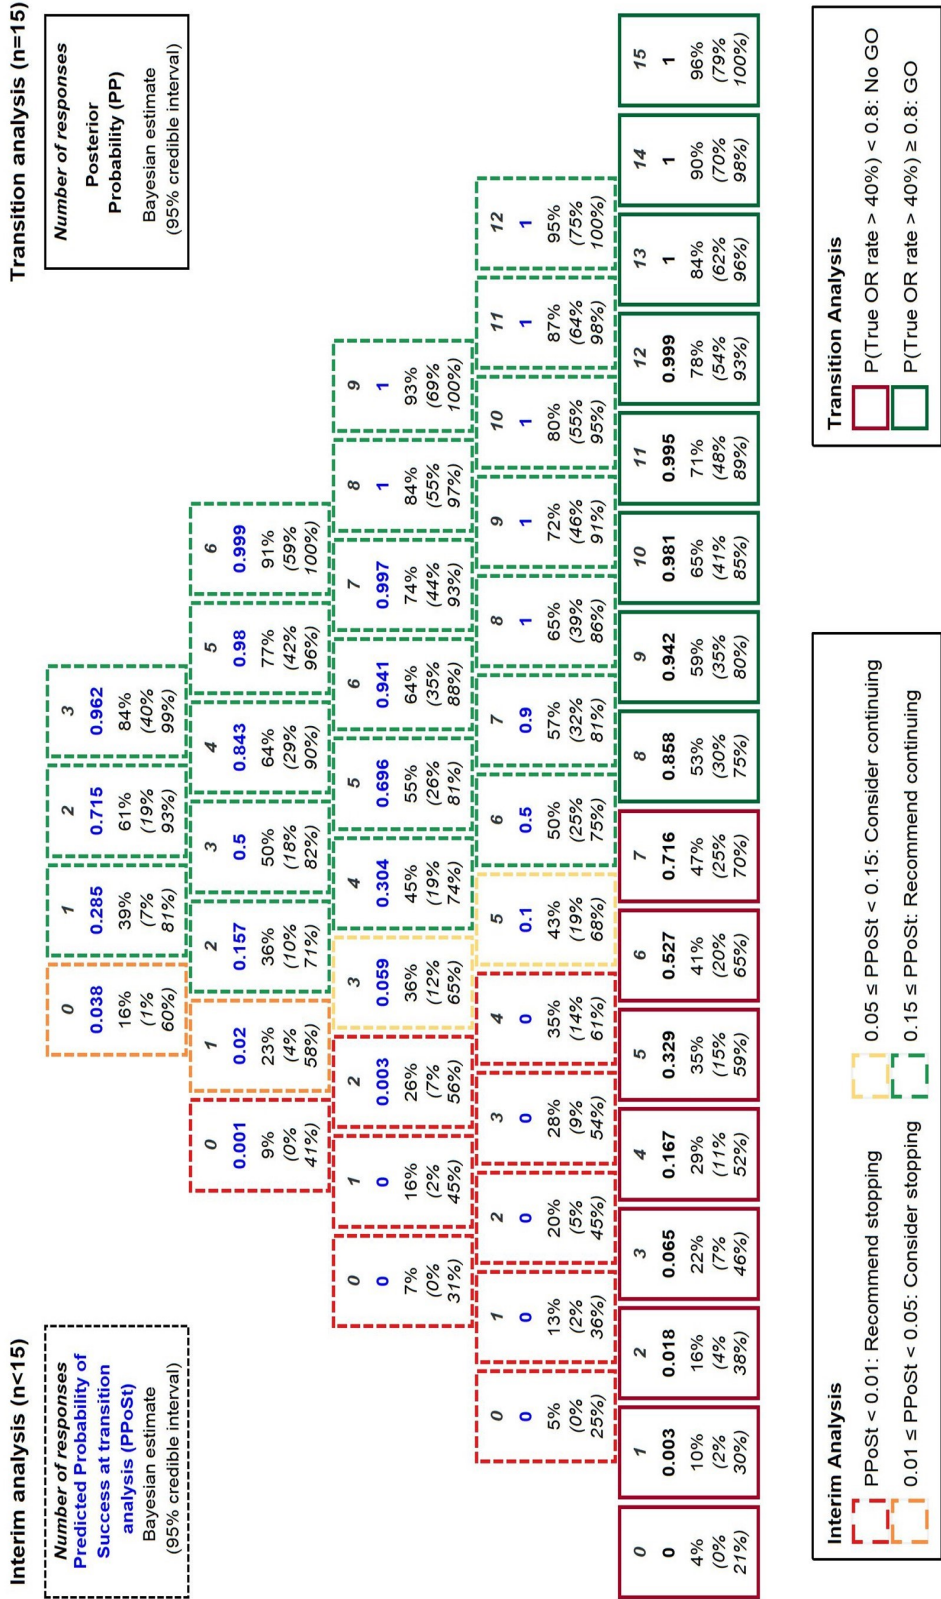 Interim analysis (n<15)
Number of responses
Predicted Probability of
Success at transition
analysis (PPoSt)
Bayesian estimate
(95% credible interval)
Transition analysis (n=15)
Number of responses
Posterior
Probability (PP)
Bayesian estimate
(95% credible interval)
0 1 2 3
0.038 0.285 0.715 0.962
16% 39% 61% 84%
(1% (7% (19% (40%
60%) 81%) 93%) 99%)
0 1 2 3 4 5 6
0.001 0.02 0.157 0.5 0.843 0.98 0.999
9% 23% 36% 50% 64% 77% 91%
(0% (4% (10% (18% (29% (42% (59%
41%) 58%) 71%) 82%) 90%) 96%) 100%)
0 1 2 3 4 5 6 7 8 9
0 0 0.003 0.059 0.304 0.696 0.941 0.997 1 1
7% 16% 26% 36% 45% 55% 64% 74% 84% 93%
(0% (2% (7% (12% (19% (26% (35% (44% (55% (69%
31%) 45%) 56%) 65%) 74%) 81%) 88%) 93%) 97%) 100%)
0 1 2 3 4 5 6 7 8 9 10 11 12
0 0 0 0 0 0.1 0.5 0.9 1 1 1 1 1
5% 13% 20% 28% 35% 43% 50% 57% 65% 72% 80% 87% 95%
(0% (2% (5% (9% (14% (19% (25% (32% (39% (46% (55% (64% (75%
25%) 36%) 45%) 54%) 61%) 68%) 75%) 81%) 86%) 91%) 95%) 98%) 100%)
0 1 2 3 4 5 6 7 8 9 10 11 12 13 14 15
0 0.003 0.018 0.065 0.167 0.329 0.527 0.716 0.858 0.942 0.981 0.995 0.999 1 1 1
4% 10% 16% 22% 29% 35% 41% 47% 53% 59% 65% 71% 78% 84% 90% 96%
(0% (2% (4% (7% (11% (15% (20% (25% (30% (35% (41% (48% (54% (62% (70% (79%
21%) 30%) 38%) 46%) 52%) 59%) 65%) 70%) 75%) 80%) 85%) 89%) 93%) 96%) 98%) 100%)
Interim Analysis
PPoSt < 0.01: Recommend stopping
0.01 ≤ PPoSt < 0.05: Consider stopping
0.05 ≤ PPoSt < 0.15: Consider continuing
0.15 ≤ PPoSt: Recommend continuing
Transition Analysis
P(True OR rate > 40%) < 0.8: No GO
P(True OR rate > 40%) ≥ 0.8: GO